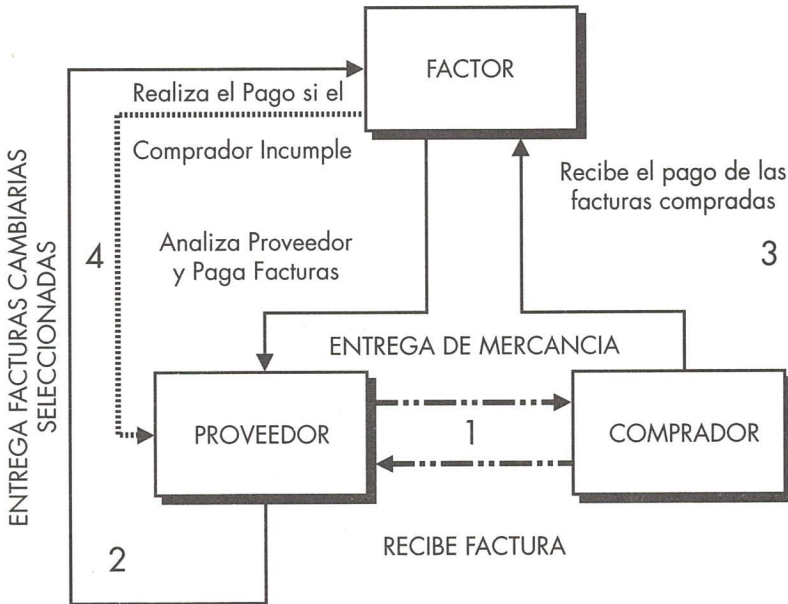 FACTOR
Realiza el Pago si el
Comprador Incumple
Recibe el pago de las
facturas compradas
3
4
Analiza Proveedor
y Paga Facturas
ENTREGA FACTURAS CAMBIARIAS
SELECCIONADAS
ENTREGA DE MERCANCIA
PROVEEDOR
1
COMPRADOR
RECIBE FACTURA
2